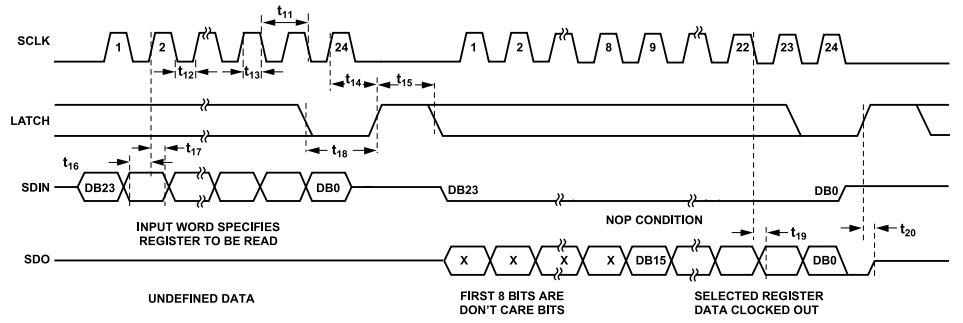 t11
SCLK
1 2 24 1 2 8 9 22 23 24
t12 t13 t14 t15
LATCH
t16 t17 t18
SDIN DB23 DB0 DB23 DB0
INPUT WORD SPECIFIES
REGISTER TO BE READ
NOP CONDITION
t19 t20
SDO X X X X DB15 DB0
UNDEFINED DATA
FIRST 8 BITS ARE
DON'T CARE BITS
SELECTED REGISTER
DATA CLOCKED OUT